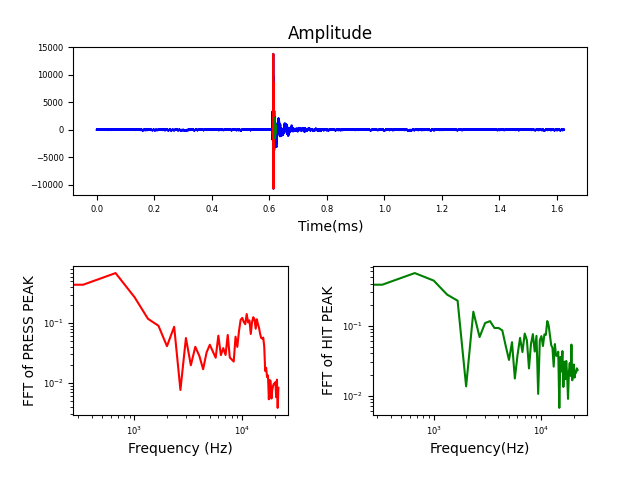 Amplitude
15000
10000
5000
0
−5000
−10000
0.0 0.2 0.4 0.6 0.8 1.0 1.2 1.4 1.6
Time(ms)
FFT of PRESS PEAK
10⁻¹
10⁻²
10³ 10⁴
Frequency (Hz)
FFT of HIT PEAK
10⁻¹
10⁻²
10³ 10⁴
Frequency(Hz)